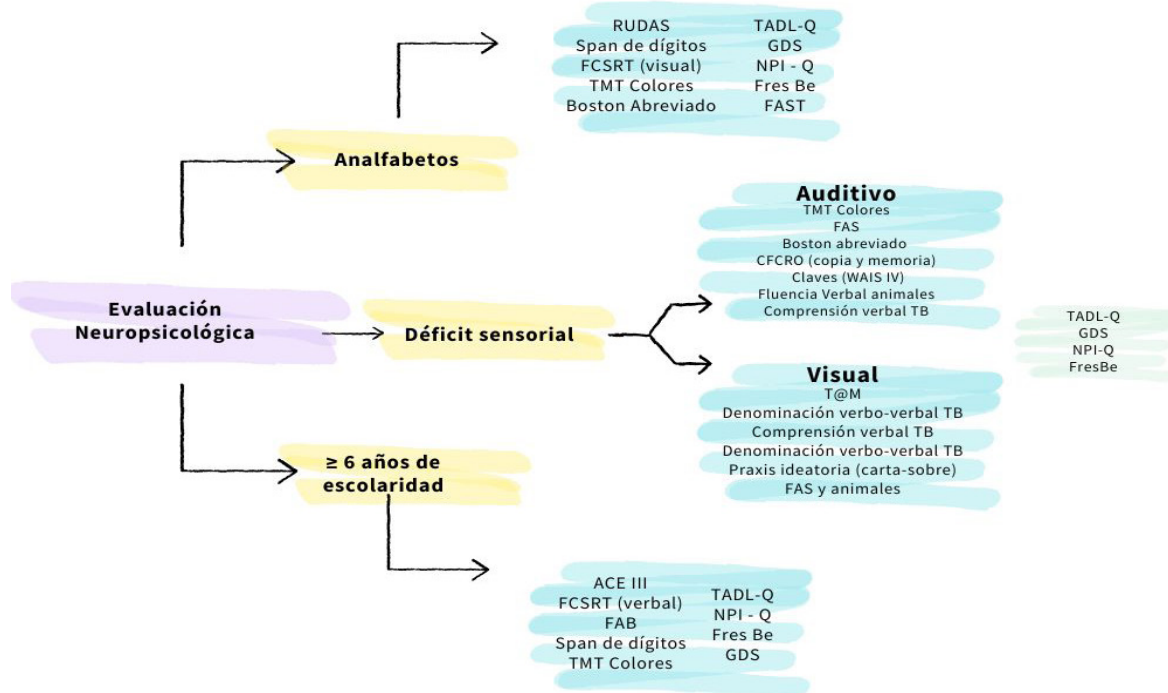 RUDAS
Span de dígitos
FCSRT (visual)
TMT Colores
Boston Abreviado
TADL-Q
GDS
NPI - Q
Fres Be
FAST
Analfabetos
Auditivo
TMT Colores
FAS
Boston abreviado
CFCRO (copia y memoria)
Claves (WAIS IV)
Fluencia Verbal animales
Comprensión verbal TB
Evaluación
Neuropsicológica
Déficit sensorial
TADL-Q
GDS
NPI-Q
FresBe
Visual
T@M
Denominación verbo-verbal TB
Comprensión verbal TB
Denominación verbo-verbal TB
Praxis ideatoria (carta-sobre)
FAS y animales
≥ 6 años de
escolaridad
ACE III
FCSRT (verbal)
FAB
Span de dígitos
TMT Colores
TADL-Q
NPI - Q
Fres Be
GDS